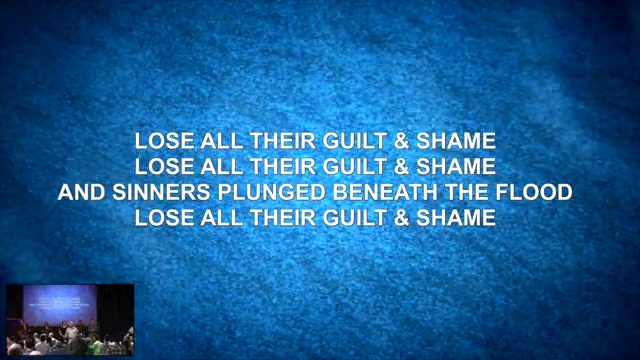 LOSE ALL THEIR GUILT & SHAME
LOSE ALL THEIR GUILT & SHAME
AND SINNERS PLUNGED BENEATH THE FLOOD
LOSE ALL THEIR GUILT & SHAME